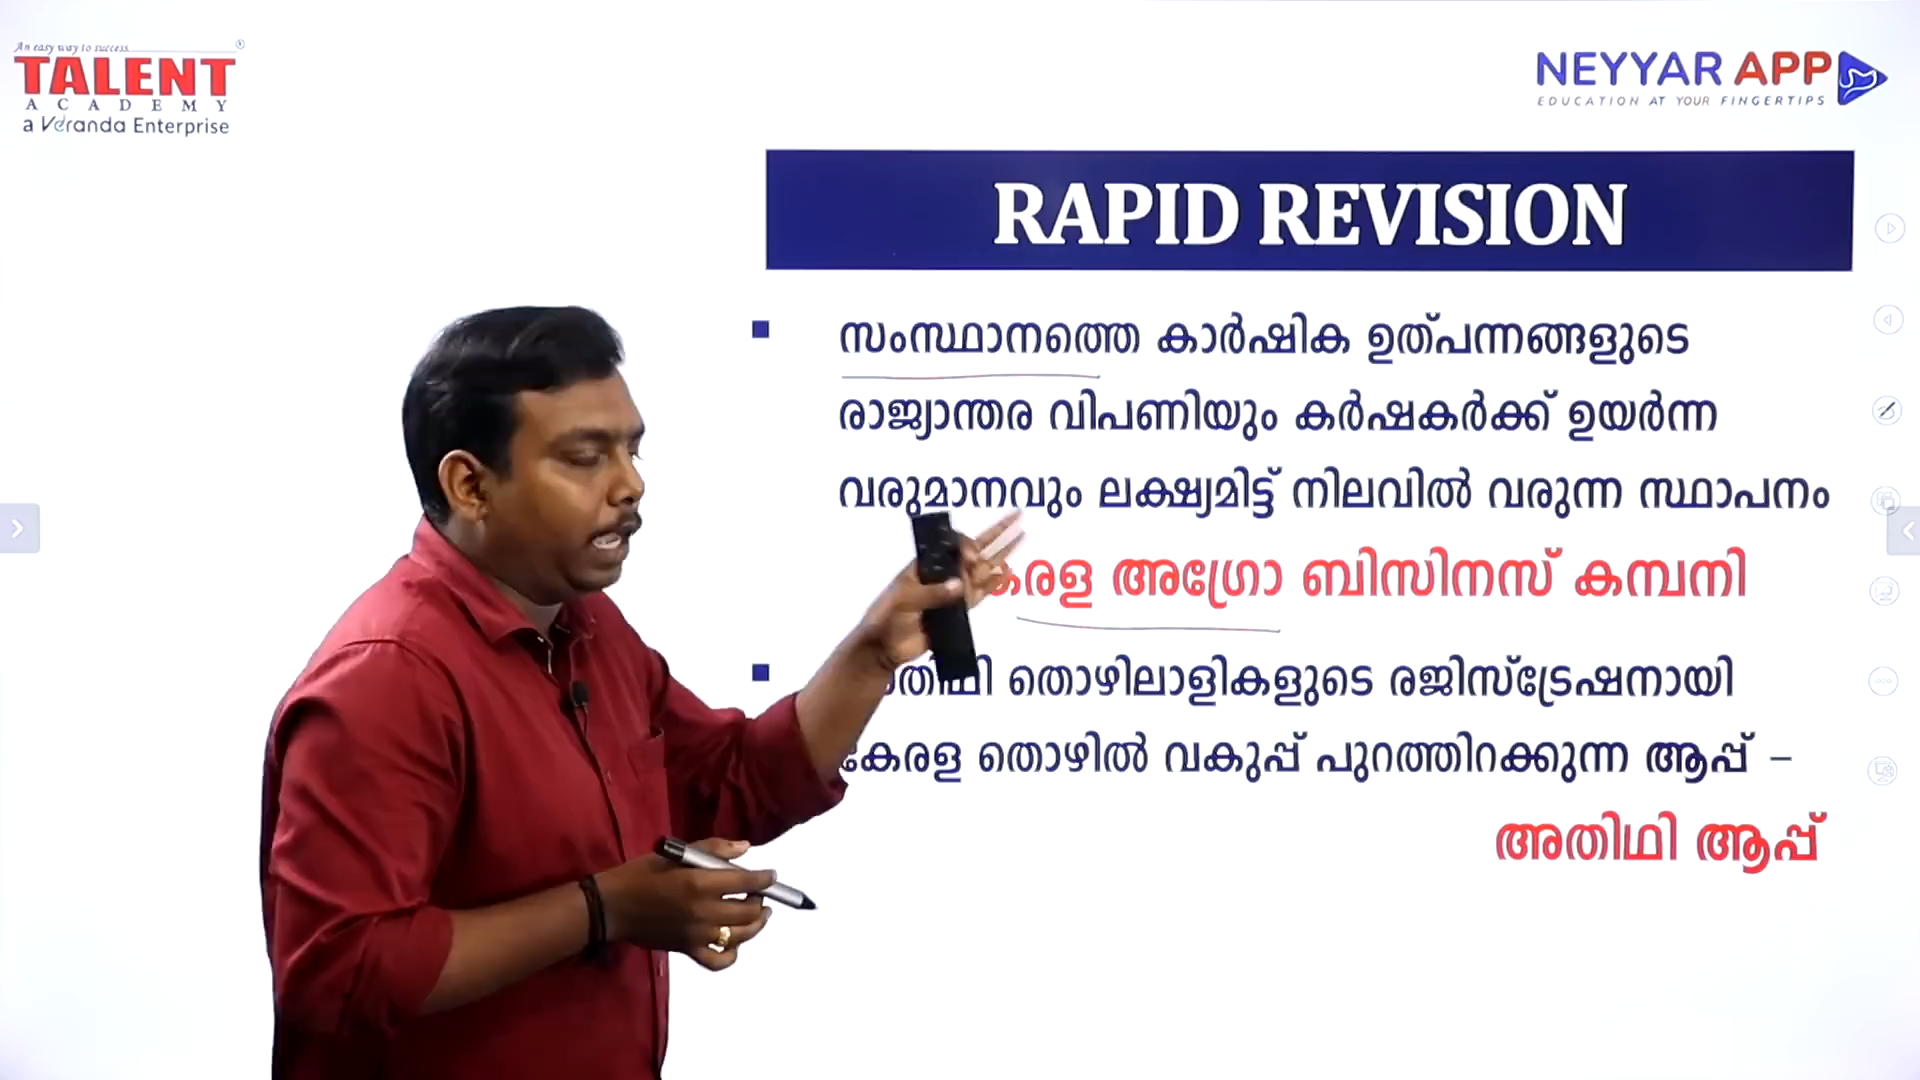 An easy way to success
TALENT
ACADEMY
a Veranda Enterprise
NEYYAR APP
EDUCATION AT YOUR FINGERTIPS
RAPID REVISION
സംസ്ഥാനത്തെ കാർഷിക ഉത്പന്നങ്ങളുടെ
രാജ്യാന്തര വിപണിയും കർഷകർക്ക് ഉയർന്ന
വരുമാനവും ലക്ഷ്യമിട്ട് നിലവിൽ വരുന്ന സ്ഥാപനം
കേരള അഗ്രോ ബിസിനസ് കമ്പനി
തൊഴിലാളികളുടെ രജിസ്ട്രേഷനായി
കേരള തൊഴിൽ വകുപ്പ് പുറത്തിറക്കുന്ന ആപ്പ് –
അതിഥി ആപ്പ്